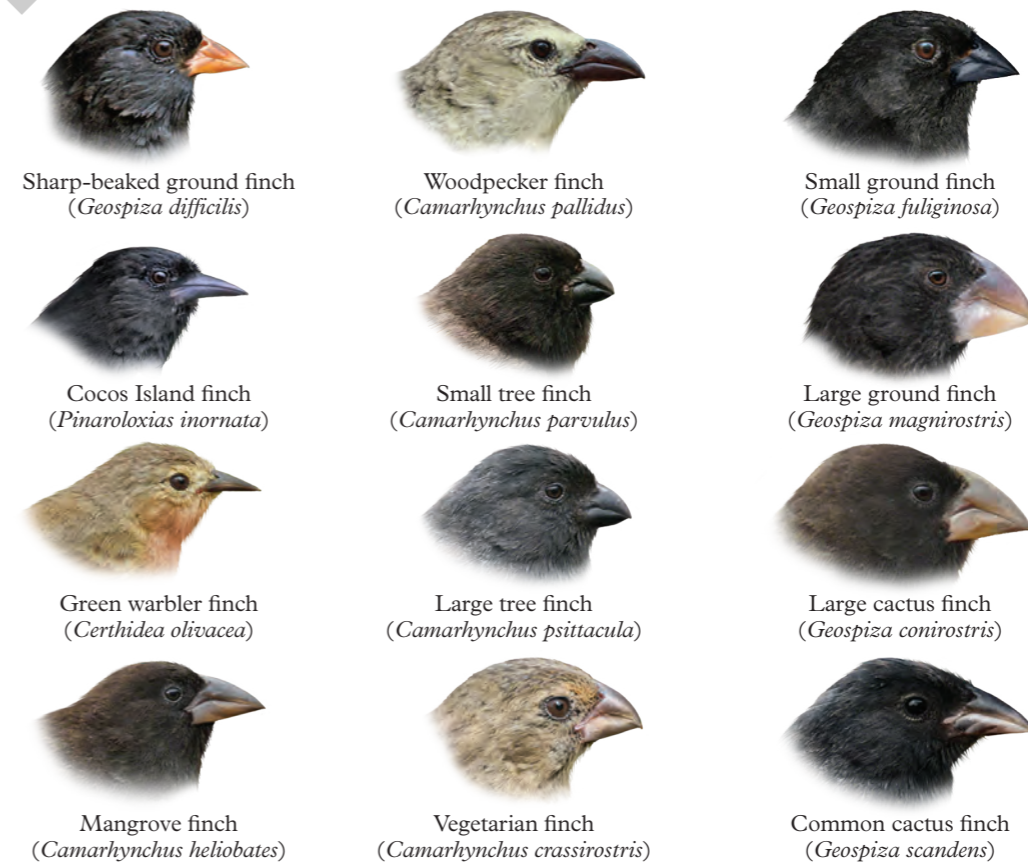 Sharp-beaked ground finch
(Geospiza difficilis)
Woodpecker finch
(Camarhynchus pallidus)
Small ground finch
(Geospiza fuliginosa)
Cocos Island finch
(Pinaroloxias inornata)
Small tree finch
(Camarhynchus parvulus)
Large ground finch
(Geospiza magnirostris)
Green warbler finch
(Certhidea olivacea)
Large tree finch
(Camarhynchus psittacula)
Large cactus finch
(Geospiza conirostris)
Mangrove finch
(Camarhynchus heliobates)
Vegetarian finch
(Camarhynchus crassirostris)
Common cactus finch
(Geospiza scandens)